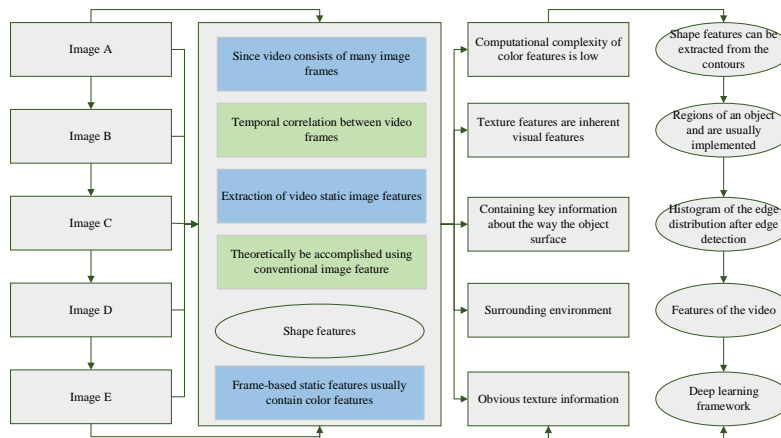 Image A
Image B
Image C
Image D
Image E
Since video consists of many image
frames
Temporal correlation between video
frames
Extraction of video static image features
Theoretically be accomplished using
conventional image feature
Shape features
Frame-based static features usually
contain color features
Computational complexity of
color features is low
Texture features are inherent
visual features
Containing key information
about the way the object
surface
Surrounding environment
Obvious texture information
Shape features can be
extracted from the
contours
Regions of an object
and are usually
implemented
Histogram of the edge
distribution after edge
detection
Features of the video
Deep learning
framework